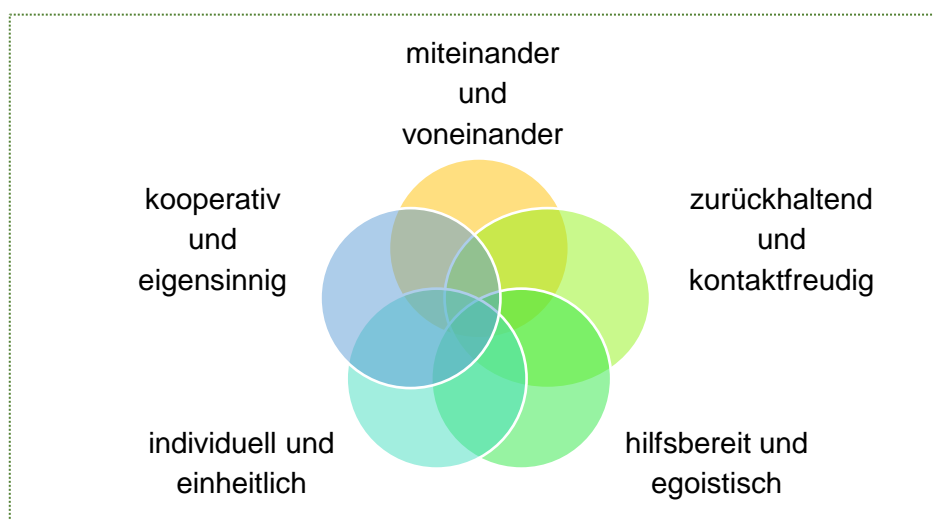 miteinander
und
voneinander
kooperativ
und
eigensinnig
zurückhaltend
und
kontaktfreudig
individuell und
einheitlich
hilfsbereit und
egoistisch